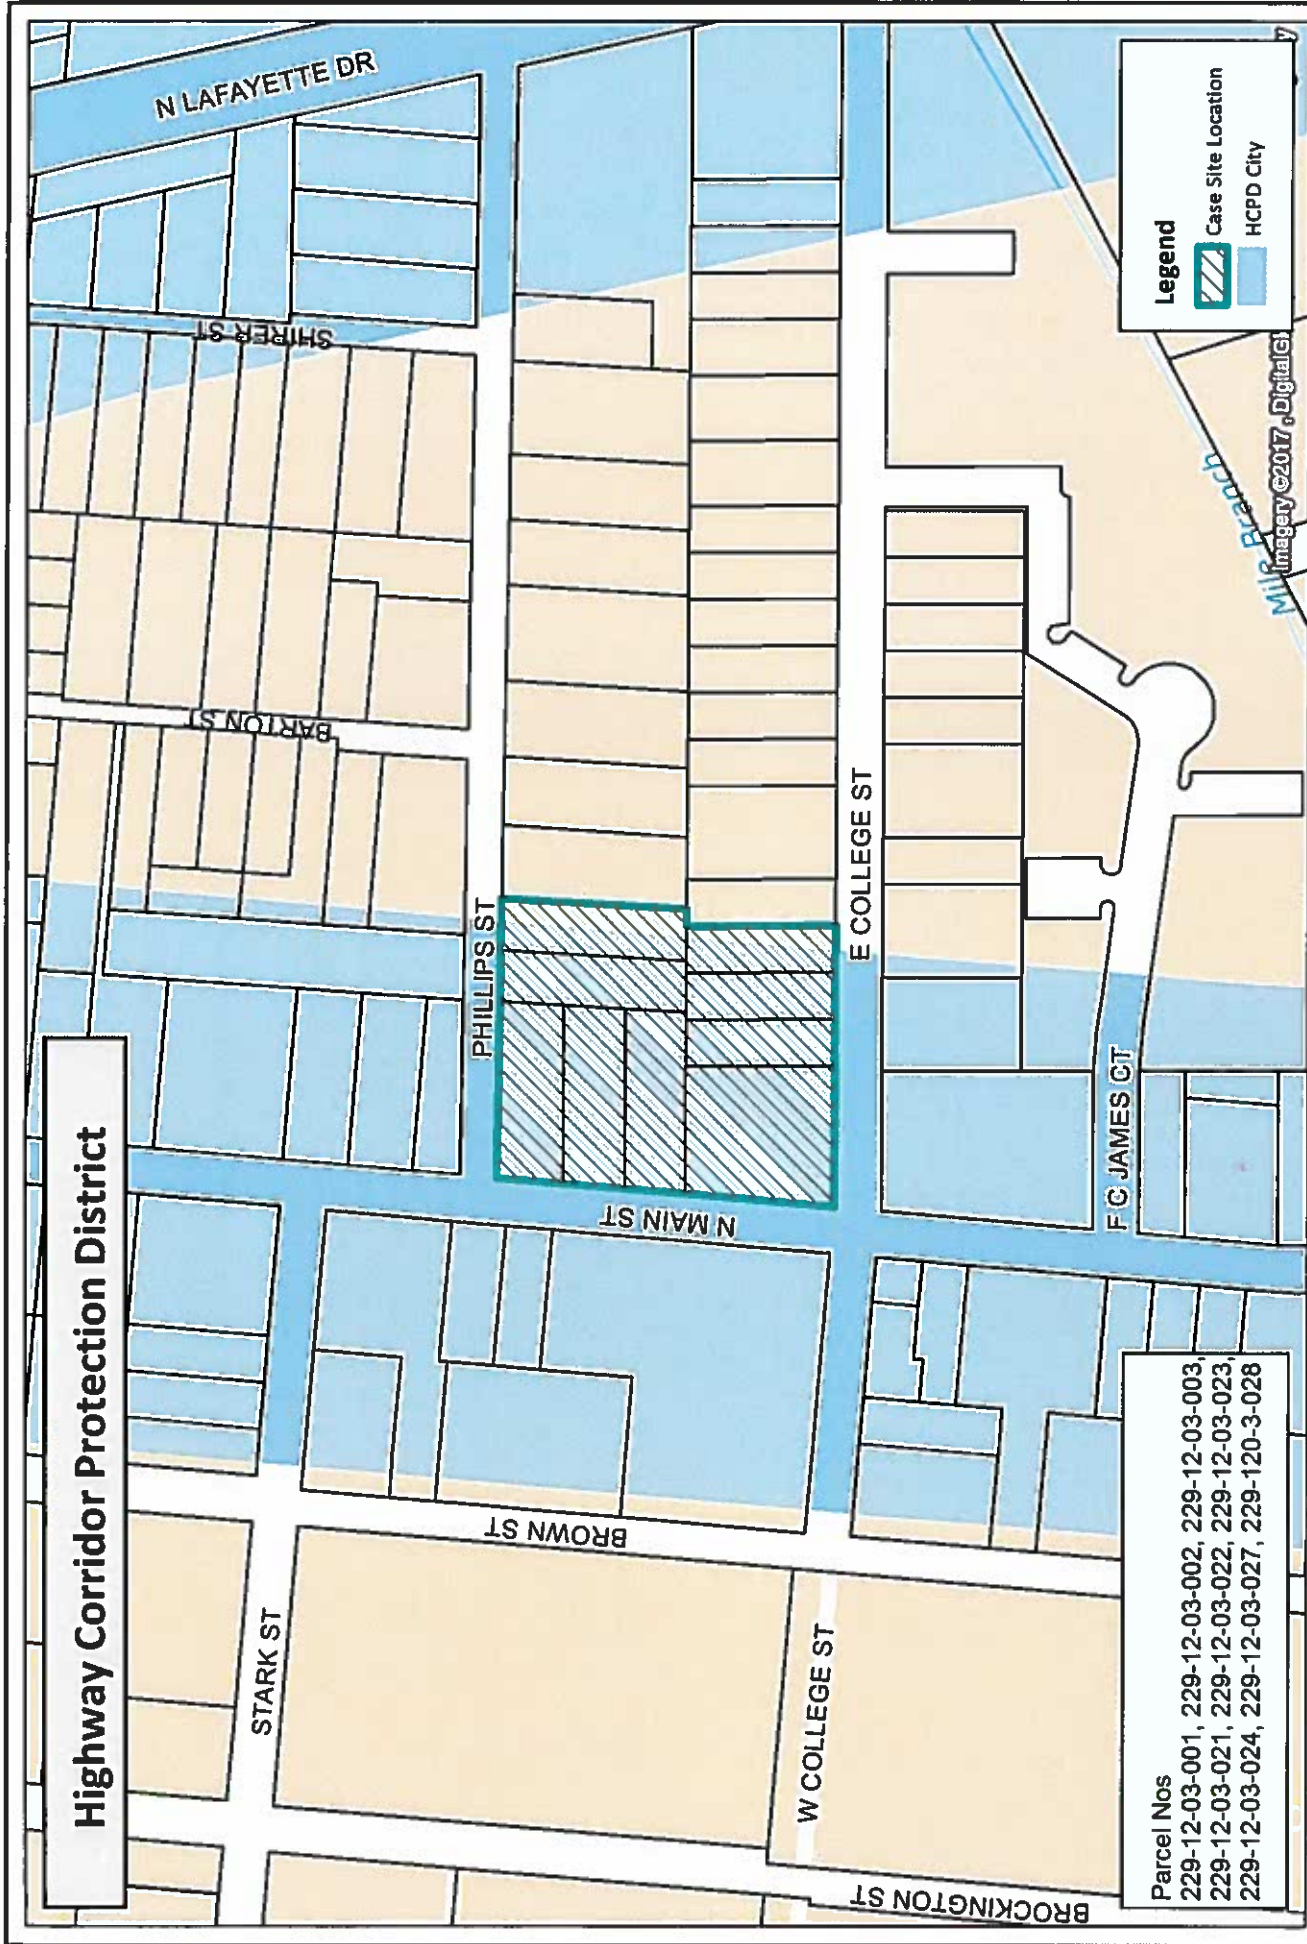 Highway Corridor Protection District
N LAFAYETTE DR
SHIRER ST
BARTON ST
PHILLIPS ST
STARK ST
N MAIN ST
BROWN ST
E COLLEGE ST
W COLLEGE ST
F C JAMES CT
BROCKINGTON ST
Mile Branch
Legend
Case Site Location
HCPD City
Parcel Nos
229-12-03-001, 229-12-03-002, 229-12-03-003,
229-12-03-021, 229-12-03-022, 229-12-03-023,
229-12-03-024, 229-12-03-027, 229-120-3-028
Imagery ©2017, DigitalG